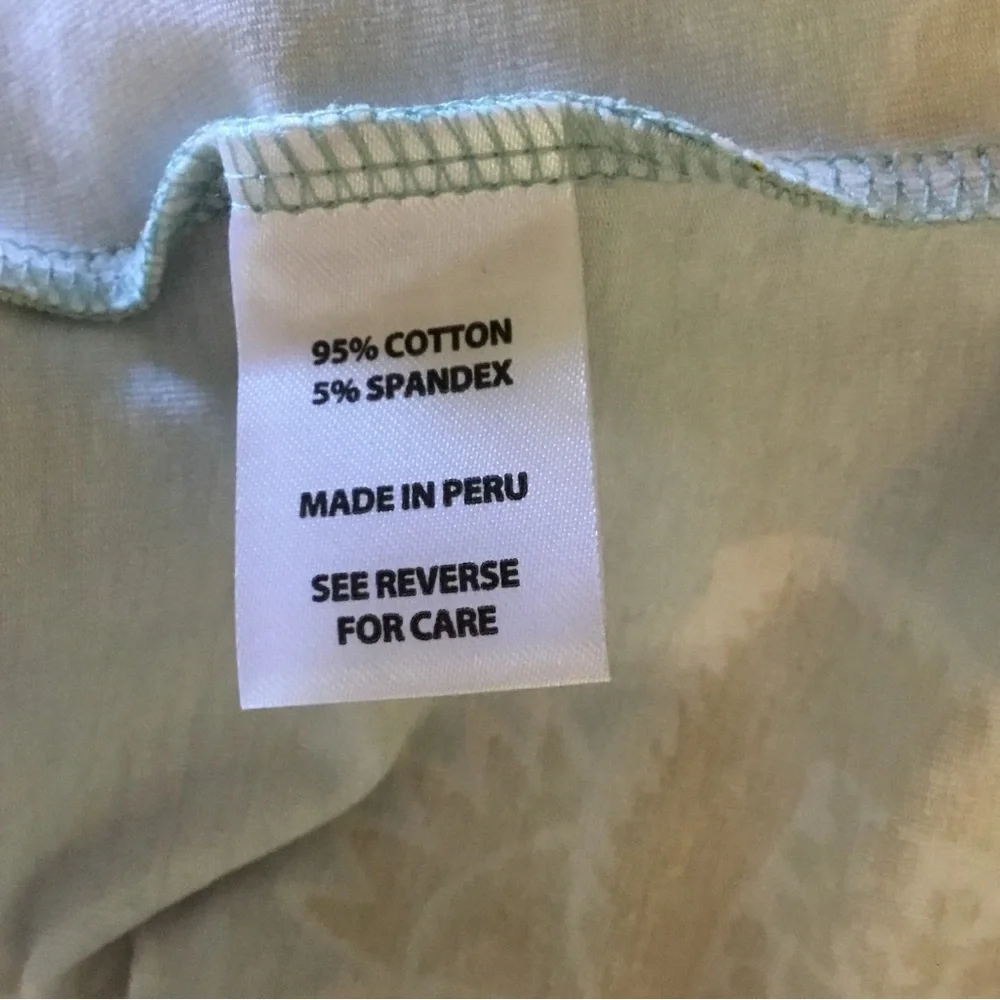 95% COTTON
5% SPANDEX
MADE IN PERU
SEE REVERSE
FOR CARE